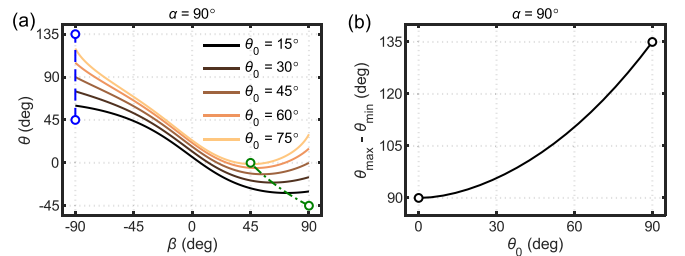 (a)
α = 90°
θ (deg)
135
90
45
0
-45
θ0 = 15°
θ0 = 30°
θ0 = 45°
θ0 = 60°
θ0 = 75°
-90 -45 0 45 90
β (deg)
(b)
α = 90°
θmax - θmin (deg)
135
120
105
90
0 30 60 90
θ0 (deg)